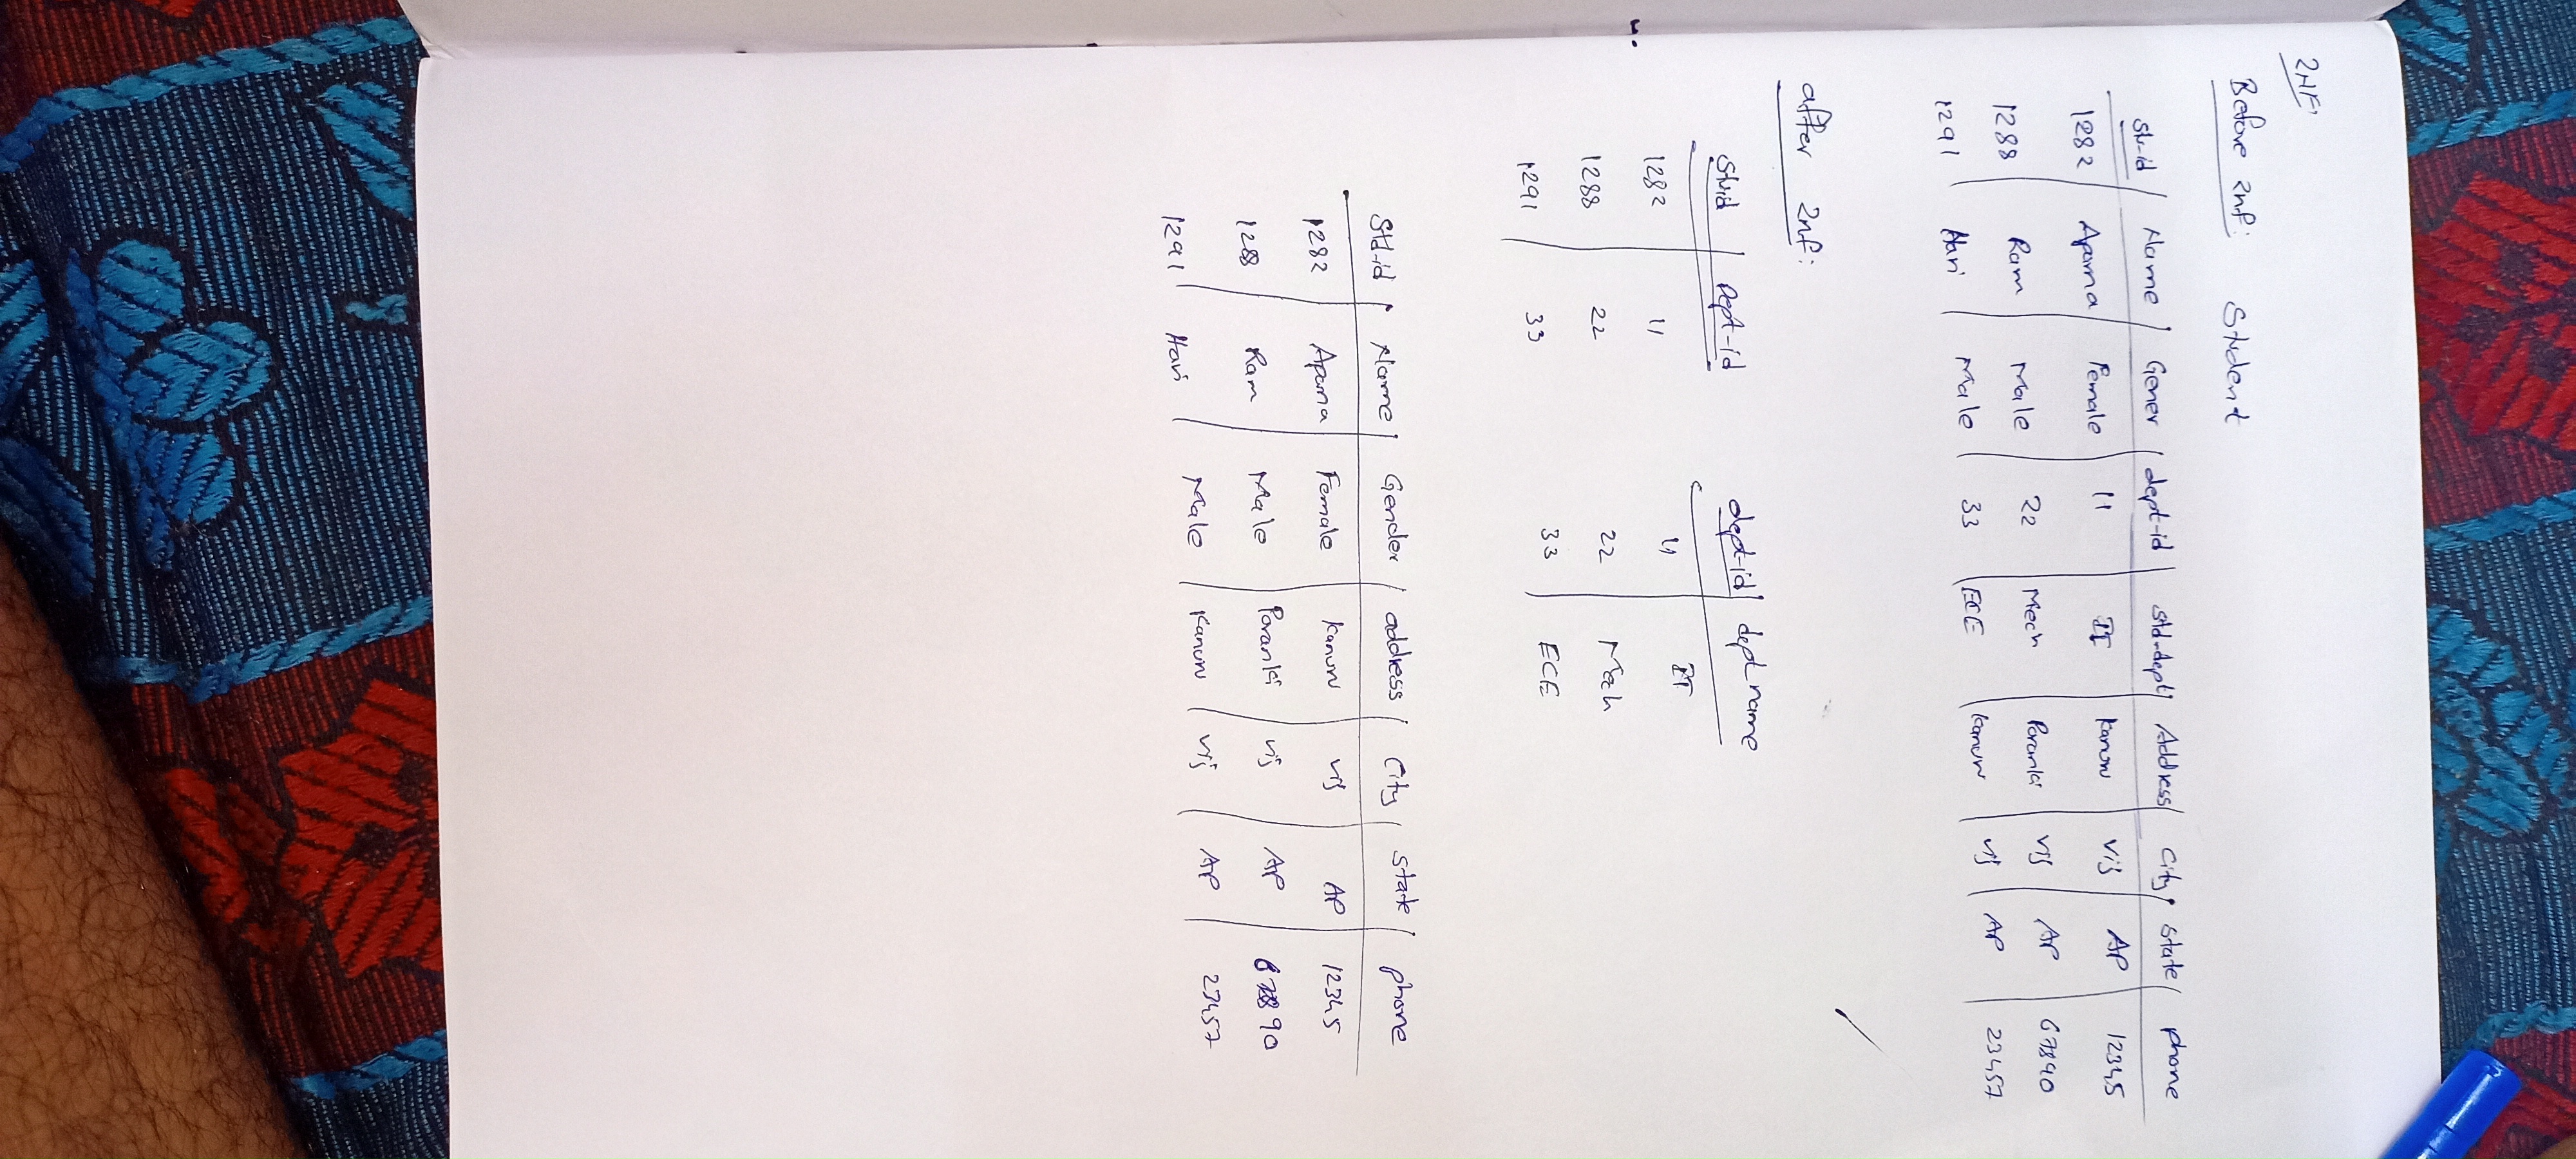 2NF:
Before 2nf: Student
Stu-id Name Gener dept-id Std-dept Address City State phone
1282 Aparna Female 11 IT Kanuru Vij AP 12345
1288 Ram Male 22 Mech Poranki Vij AP 67890
1291 Hari Male 33 ECE Kanuru Vij AP 23457
after 2nf:
Stuid Dept-id
1282 11
1288 22
1291 33
dept-id dept name
11 IT
22 Mech
33 ECE
Std-id Name Gender address City State phone
1282 Aparna Female Kanuru Vij AP 12345
1288 Ram Male Poranki Vij AP 67890
1291 Hari Male Kanuru Vij AP 23457